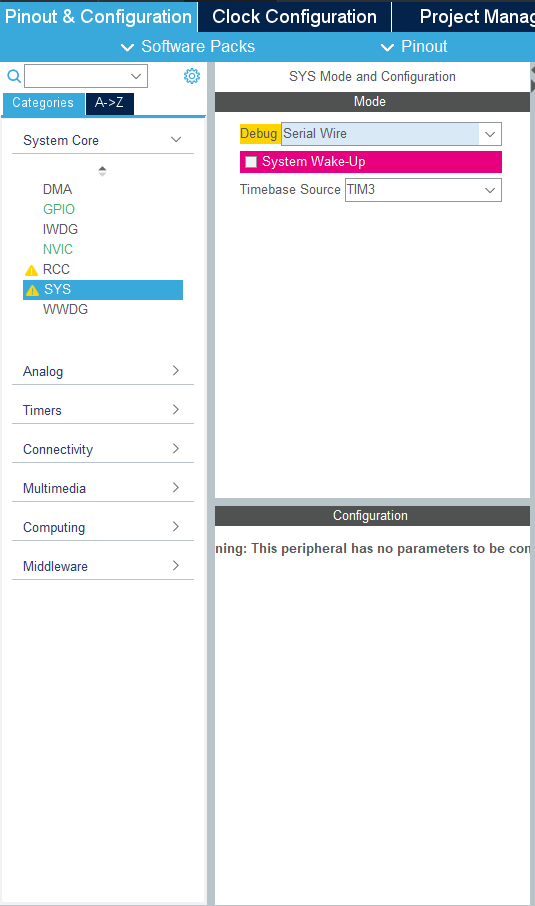 Pinout & Configuration
Clock Configuration
Project Manag
Software Packs
Pinout
Categories
A->Z
System Core
DMA
GPIO
IWDG
NVIC
RCC
SYS
WWDG
Analog
Timers
Connectivity
Multimedia
Computing
Middleware
SYS Mode and Configuration
Mode
Debug Serial Wire
System Wake-Up
Timebase Source TIM3
Configuration
ning: This peripheral has no parameters to be con